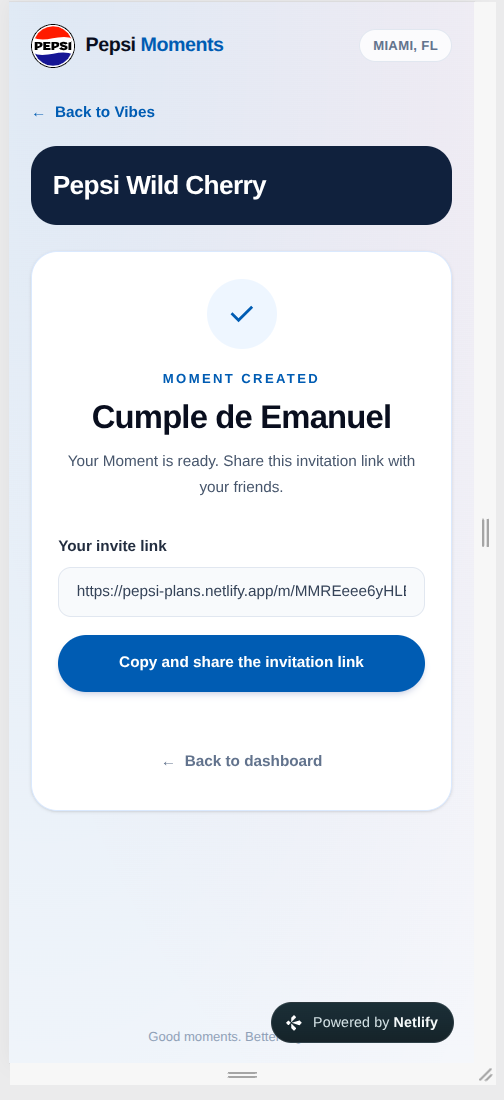 PEPSI
Pepsi Moments
MIAMI, FL
← Back to Vibes
Pepsi Wild Cherry
MOMENT CREATED
Cumple de Emanuel
Your Moment is ready. Share this invitation link with
your friends.
Your invite link
https://pepsi-plans.netlify.app/m/MMREeee6yHL
Copy and share the invitation link
← Back to dashboard
Powered by Netlify
Good moments.